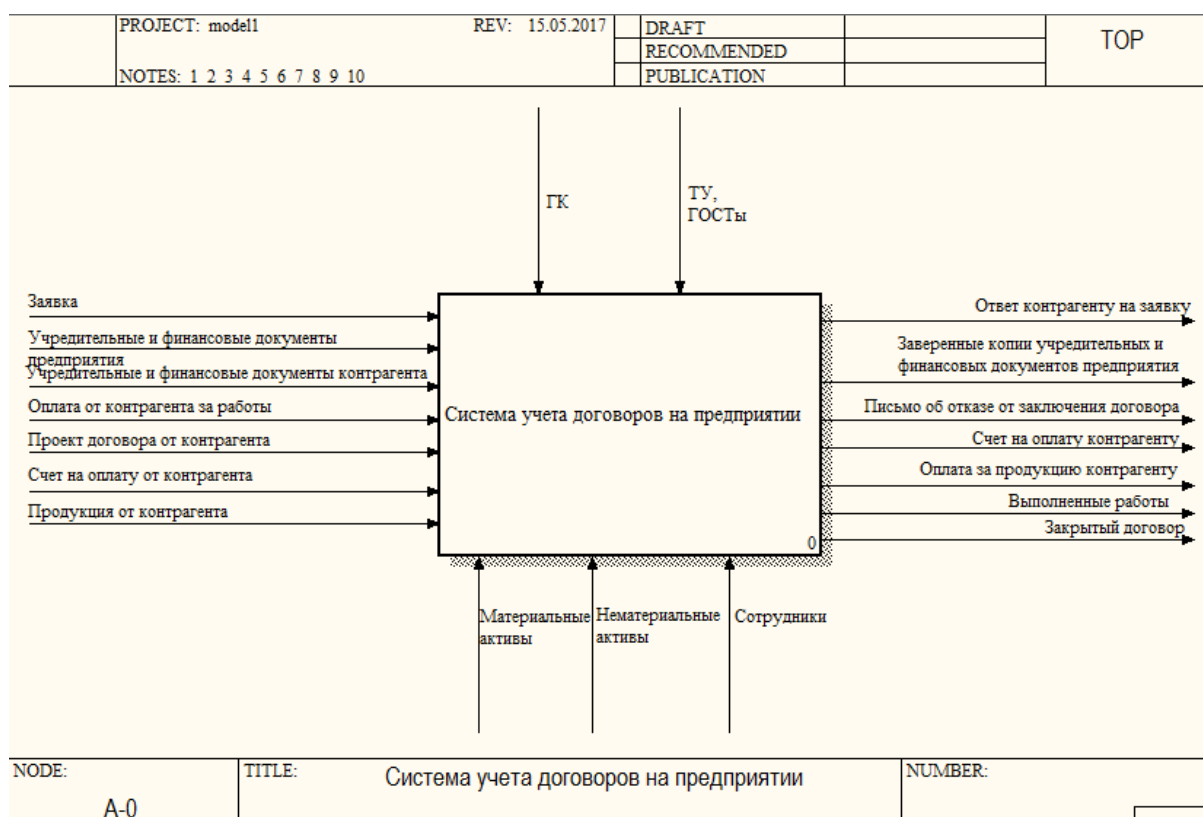 PROJECT: model1
REV: 15.05.2017
DRAFT
TOP
RECOMMENDED
NOTES: 1 2 3 4 5 6 7 8 9 10
PUBLICATION
ГК
ТУ,
ГОСТы
Заявка
Учредительные и финансовые документы
предприятия
Учредительные и финансовые документы контрагента
Оплата от контрагента за работы
Проект договора от контрагента
Счет на оплату от контрагента
Продукция от контрагента
Система учета договоров на предприятии
0
Ответ контрагенту на заявку
Заверенные копии учредительных и
финансовых документов предприятия
Письмо об отказе от заключения договора
Счет на оплату контрагенту
Оплата за продукцию контрагенту
Выполненные работы
Закрытый договор
Материальные
активы
Нематериальные
активы
Сотрудники
NODE:
A-0
TITLE:
Система учета договоров на предприятии
NUMBER: